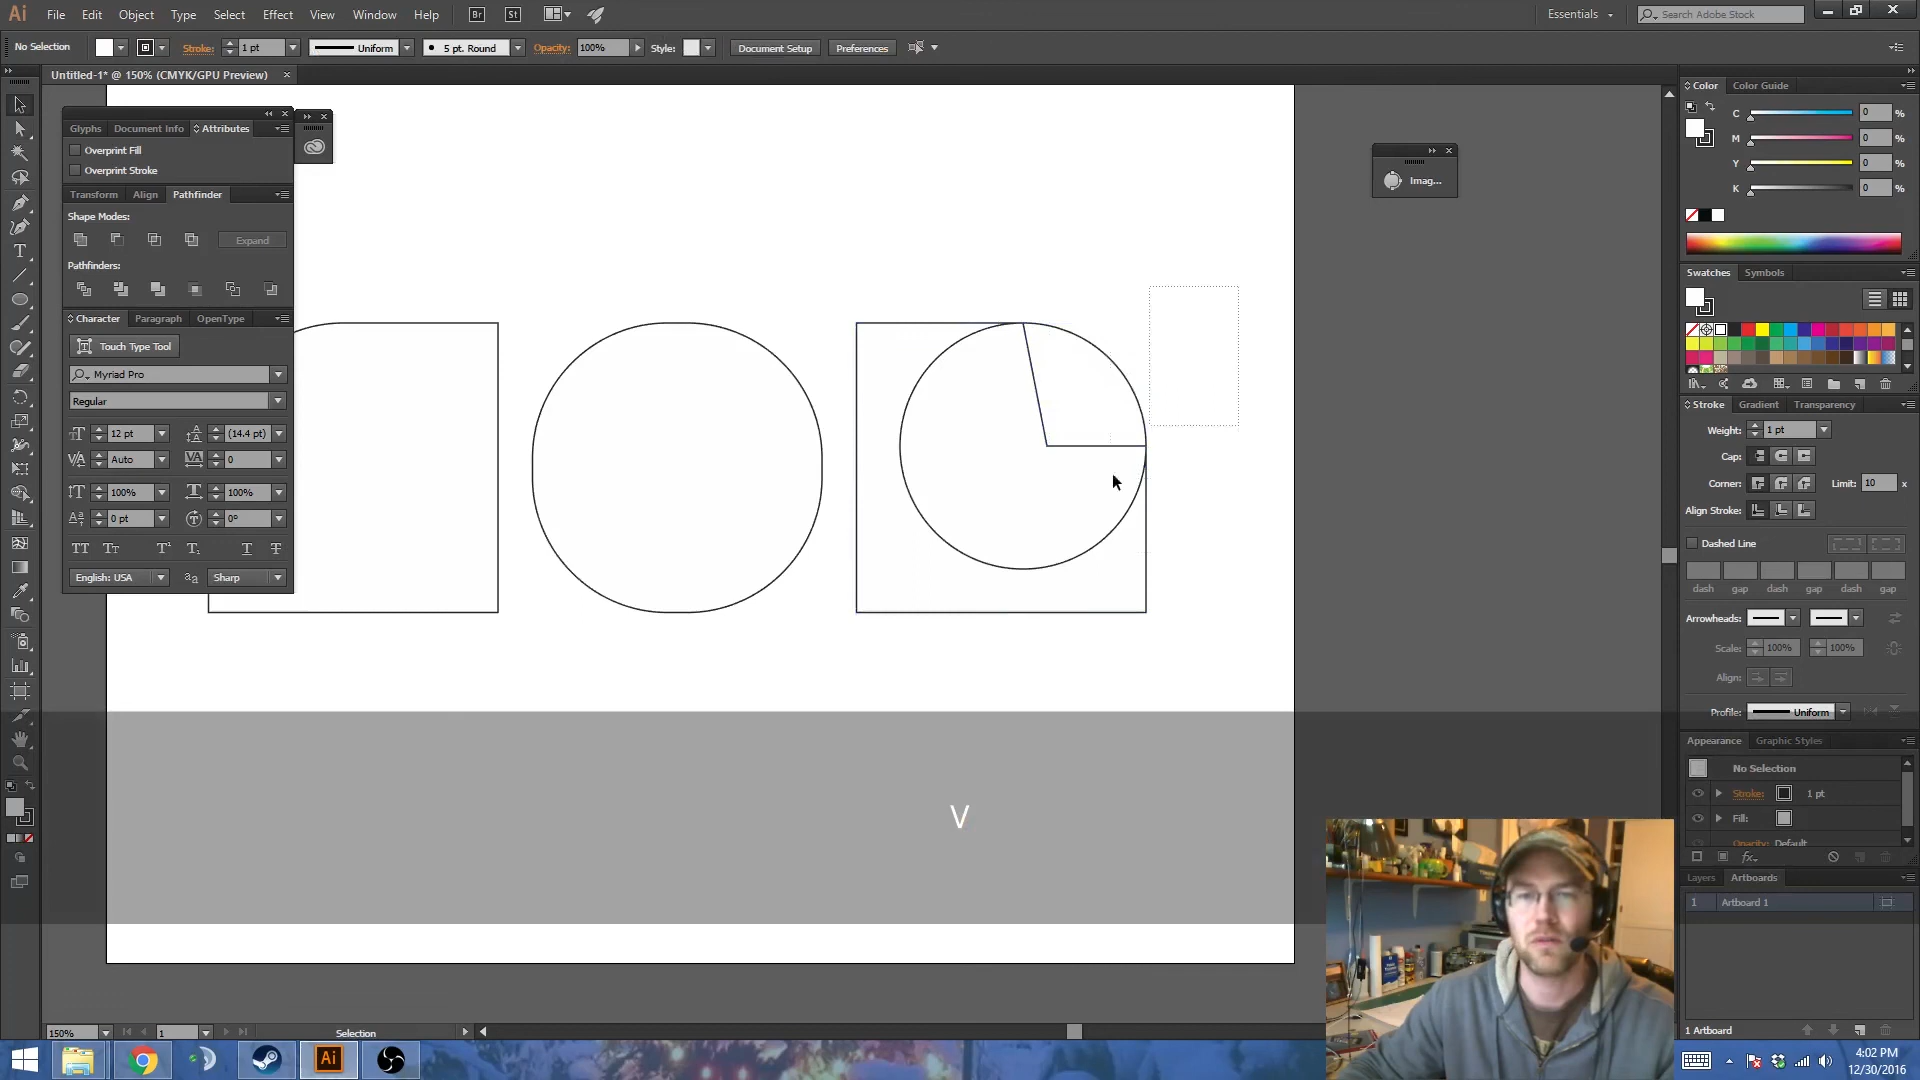 Ai File Edit Object Type Select Effect View Window Help Br St Essentials Search Adobe Stock
No Selection Stroke: 1 pt Uniform 5 pt. Round Opacity: 100% Style: Document Setup Preferences
Untitled-1* @ 150% (CMYK/GPU Preview)
Glyphs Document Info Attributes
Overprint Fill
Overprint Stroke
Transform Align Pathfinder
Shape Modes:
Expand
Pathfinders:
Character Paragraph OpenType
Touch Type Tool
Myriad Pro
Regular
12 pt (14.4 pt)
Auto 0
100% 100%
0 pt 0°
English: USA Sharp
Imag...
V
Color Color Guide
C 0 %
M 0 %
Y 0 %
K 0 %
Swatches Symbols
Stroke Gradient Transparency
Weight: 1 pt
Cap:
Corner: Limit: 10 x
Align Stroke:
Dashed Line
dash gap dash gap dash gap
Arrowheads:
Scale: 100% 100%
Align:
Profile: Uniform
Appearance Graphic Styles
No Selection
Stroke: 1 pt
Fill:
Opacity: Default
Layers Artboards
1 Artboard 1
1 Artboard
150% 1 Selection
Ai
4:02 PM
12/30/2016